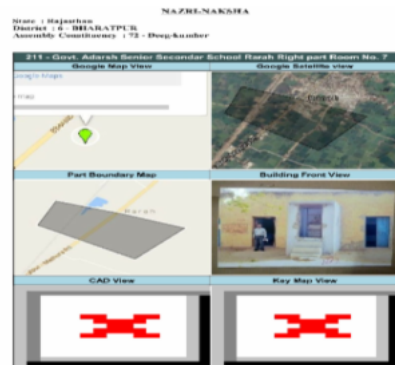 NAZRI-NAKSHA
State : Rajasthan
District : 6 - BHARATPUR
Assembly Constituency : 72 - Deeg-kumher
211 - Govt. Adarsh Senior Secondar School Rarah Right part Room No. 7
Google Map View
Google Satellite view
Google Maps
Part Boundary Map
Building Front View
Rarah
CAD View
Key Map View